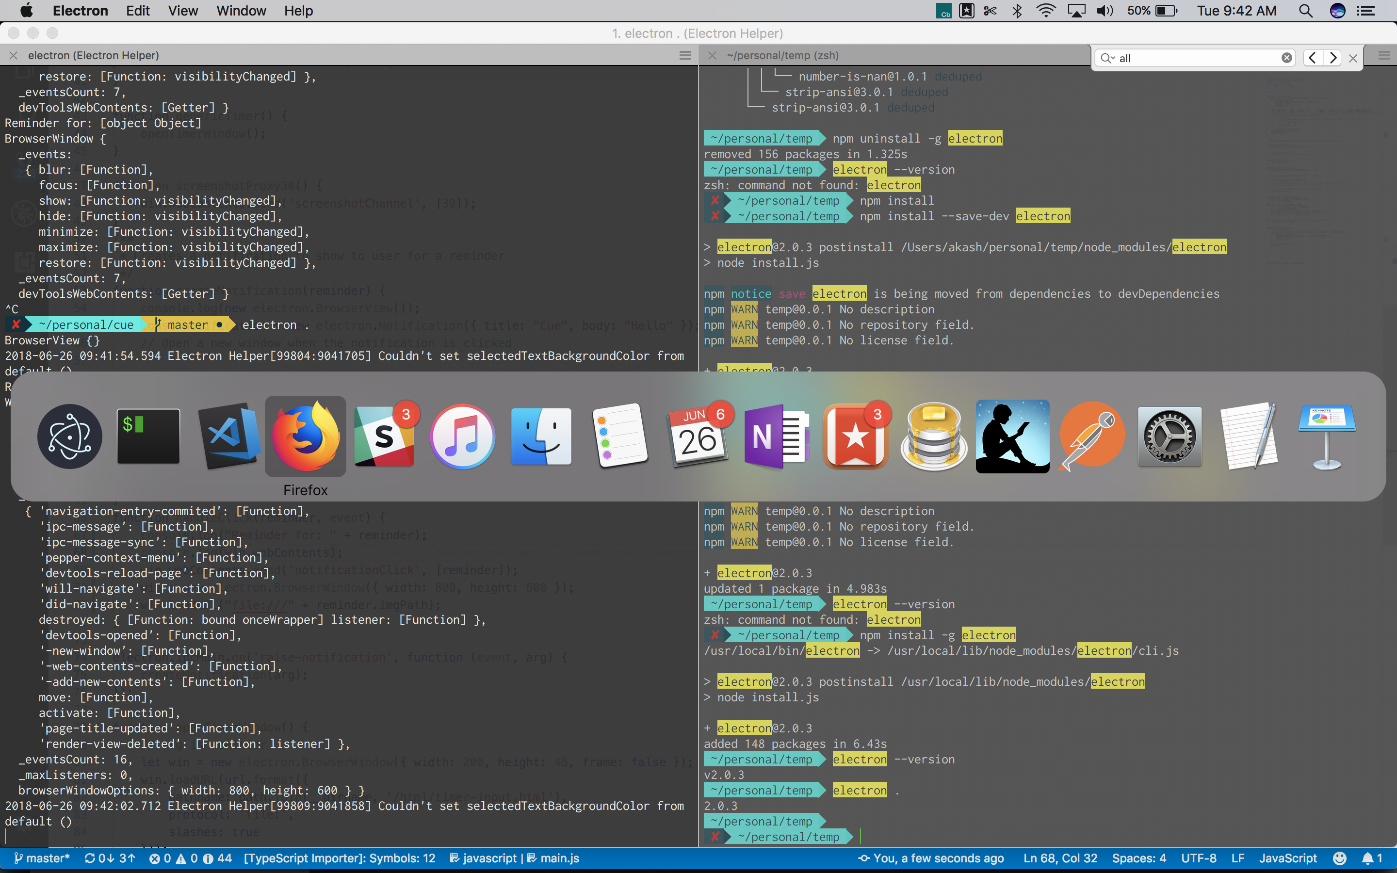 Electron Edit View Window Help
Cb 50% Tue 9:42 AM
1. electron . (Electron Helper)
electron (Electron Helper)
restore: [Function: visibilityChanged] },
_eventsCount: 7,
devToolsWebContents: [Getter] }
Reminder for: [object Object]
BrowserWindow {
_events:
{ blur: [Function],
focus: [Function],
show: [Function: visibilityChanged],
hide: [Function: visibilityChanged],
minimize: [Function: visibilityChanged],
maximize: [Function: visibilityChanged],
restore: [Function: visibilityChanged] },
_eventsCount: 7,
devToolsWebContents: [Getter] }
^C
✘ ~/personal/cue master ● electron .
BrowserView {}
2018-06-26 09:41:54.594 Electron Helper[99804:9041705] Couldn't set selectedTextBackgroundColor from
default ()
~/personal/temp (zsh)
all
number-is-nan@1.0.1 deduped
strip-ansi@3.0.1 deduped
strip-ansi@3.0.1 deduped
~/personal/temp npm uninstall -g electron
removed 156 packages in 1.325s
~/personal/temp electron --version
zsh: command not found: electron
✘ ~/personal/temp npm install
✘ ~/personal/temp npm install --save-dev electron
> electron@2.0.3 postinstall /Users/akash/personal/temp/node_modules/electron
> node install.js
npm notice save electron is being moved from dependencies to devDependencies
npm WARN temp@0.0.1 No description
npm WARN temp@0.0.1 No repository field.
npm WARN temp@0.0.1 No license field.
+ electron@2.0.3
$ S 3 JUN 26 6 N 3
Firefox
{ 'navigation-entry-commited': [Function],
'ipc-message': [Function],
'ipc-message-sync': [Function],
'pepper-context-menu': [Function],
'devtools-reload-page': [Function],
'will-navigate': [Function],
'did-navigate': [Function],
destroyed: { [Function: bound onceWrapper] listener: [Function] },
'devtools-opened': [Function],
'-new-window': [Function],
'-web-contents-created': [Function],
'-add-new-contents': [Function],
move: [Function],
activate: [Function],
'page-title-updated': [Function],
'render-view-deleted': [Function: listener] },
_eventsCount: 16,
_maxListeners: 0,
browserWindowOptions: { width: 800, height: 600 } }
2018-06-26 09:42:02.712 Electron Helper[99809:9041858] Couldn't set selectedTextBackgroundColor from
default ()
84 slashes: true
npm WARN temp@0.0.1 No description
npm WARN temp@0.0.1 No repository field.
npm WARN temp@0.0.1 No license field.
+ electron@2.0.3
updated 1 package in 4.983s
~/personal/temp electron --version
zsh: command not found: electron
✘ ~/personal/temp npm install -g electron
/usr/local/bin/electron -> /usr/local/lib/node_modules/electron/cli.js
> electron@2.0.3 postinstall /usr/local/lib/node_modules/electron
> node install.js
+ electron@2.0.3
added 148 packages in 6.43s
~/personal/temp electron --version
v2.0.3
~/personal/temp electron .
2.0.3
~/personal/temp
✘ ~/personal/temp
master* 0↓ 3↑ 0 0 44 [TypeScript Importer]: Symbols: 12 javascript | main.js You, a few seconds ago Ln 68, Col 32 Spaces: 4 UTF-8 LF JavaScript 1